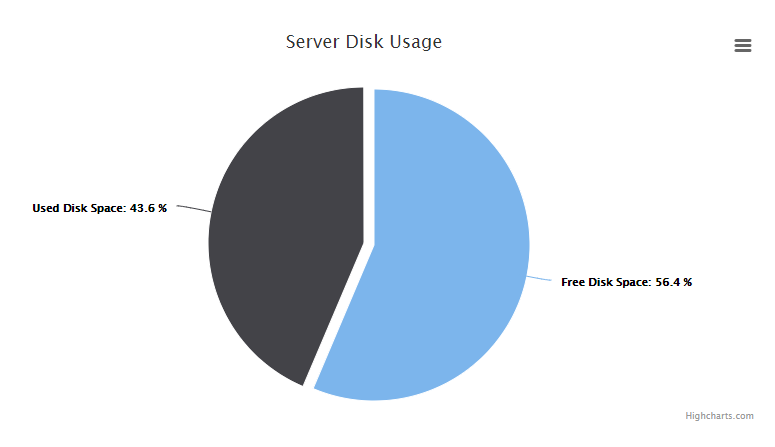 Server Disk Usage
Used Disk Space: 43.6 %
Free Disk Space: 56.4 %
Highcharts.com